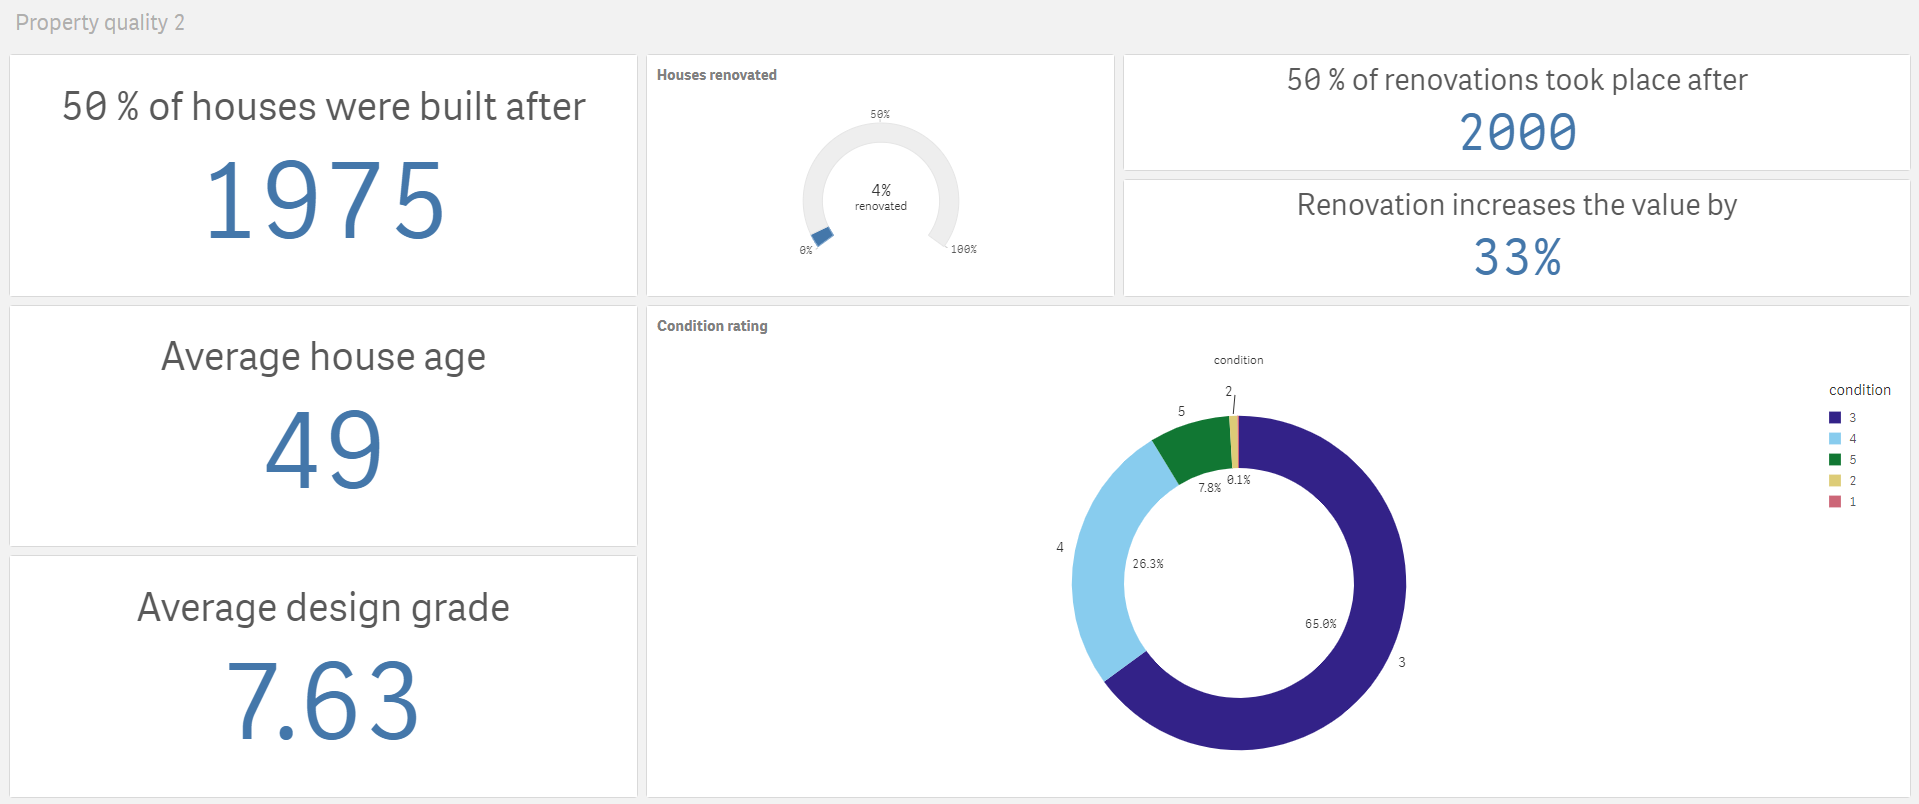 Property quality 2
50 % of houses were built after
1975
Houses renovated
50%
4%
renovated
0%
100%
50 % of renovations took place after
2000
Renovation increases the value by
33%
Average house age
49
Average design grade
7.63
Condition rating
condition
2
5
7.8%
0.1%
4
26.3%
65.0%
3
condition
3
4
5
2
1